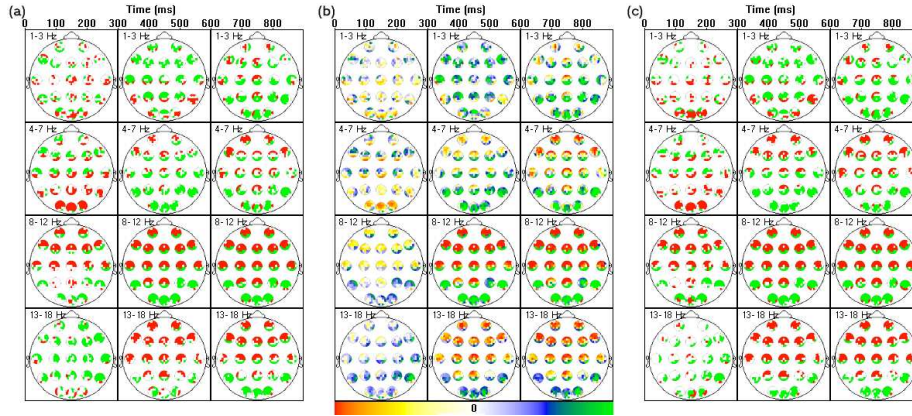 (a) Time (ms)
0 100 200 300 400 500 600 700 800
1-3 Hz 1-3 Hz 1-3 Hz
4-7 Hz 4-7 Hz 4-7 Hz
8-12 Hz 8-12 Hz 8-12 Hz
13-18 Hz 13-18 Hz 13-18 Hz
(b) Time (ms)
0 100 200 300 400 500 600 700 800
1-3 Hz 1-3 Hz 1-3 Hz
4-7 Hz 4-7 Hz 4-7 Hz
8-12 Hz 8-12 Hz 8-12 Hz
13-18 Hz 13-18 Hz 13-18 Hz
0
(c) Time (ms)
0 100 200 300 400 500 600 700 800
1-3 Hz 1-3 Hz 1-3 Hz
4-7 Hz 4-7 Hz 4-7 Hz
8-12 Hz 8-12 Hz 8-12 Hz
13-18 Hz 13-18 Hz 13-18 Hz